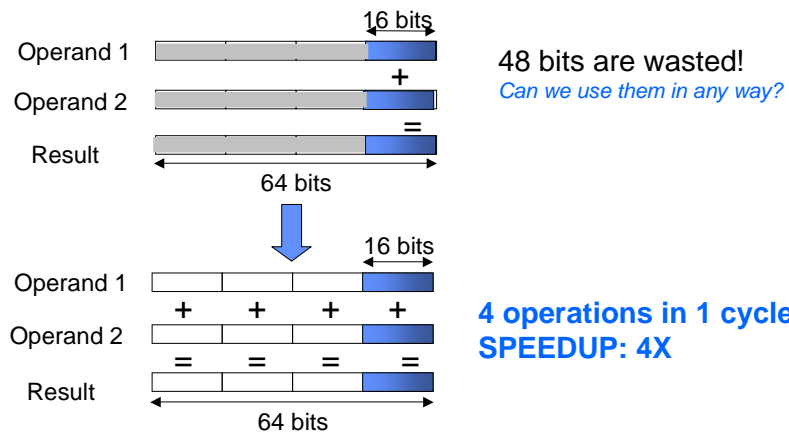 16 bits
Operand 1
+
48 bits are wasted!
Can we use them in any way?
Operand 2
=
Result
64 bits
16 bits
Operand 1
+ + + +
4 operations in 1 cycle
SPEEDUP: 4X
Operand 2
= = = =
Result
64 bits